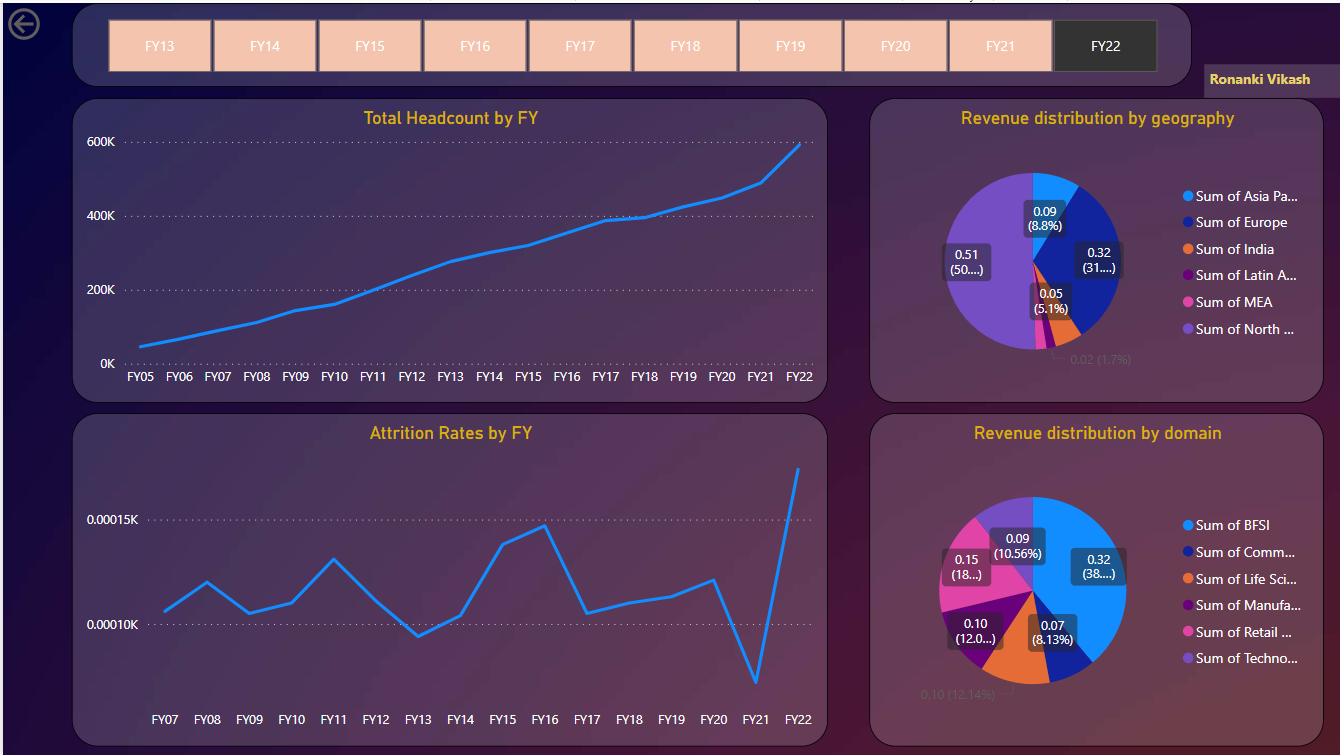 FY13 FY14 FY15 FY16 FY17 FY18 FY19 FY20 FY21 FY22
Ronanki Vikash
Total Headcount by FY
600K
400K
200K
0K
FY05 FY06 FY07 FY08 FY09 FY10 FY11 FY12 FY13 FY14 FY15 FY16 FY17 FY18 FY19 FY20 FY21 FY22
Revenue distribution by geography
0.09
(8.8%)
0.32
(31....)
0.05
(5.1%)
0.02 (1.7%)
0.51
(50....)
Sum of Asia Pa...
Sum of Europe
Sum of India
Sum of Latin A...
Sum of MEA
Sum of North ...
Attrition Rates by FY
0.00015K
0.00010K
FY07 FY08 FY09 FY10 FY11 FY12 FY13 FY14 FY15 FY16 FY17 FY18 FY19 FY20 FY21 FY22
Revenue distribution by domain
0.32
(38....)
0.07
(8.13%)
0.10 (12.14%)
0.10
(12.0...)
0.15
(18...)
0.09
(10.56%)
Sum of BFSI
Sum of Comm...
Sum of Life Sci...
Sum of Manufa...
Sum of Retail ...
Sum of Techno...